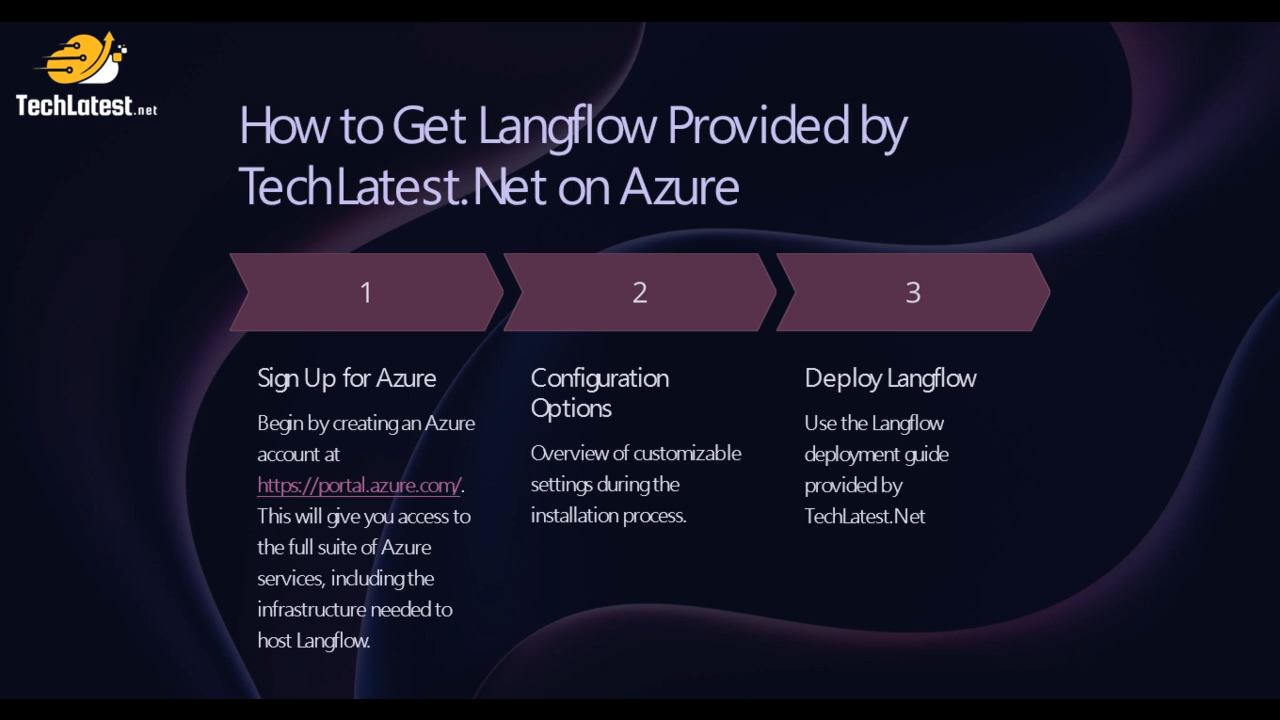 TechLatest.net
How to Get Langflow Provided by
TechLatest.Net on Azure
1
2
3
Sign Up for Azure
Begin by creating an Azure
account at
https://portal.azure.com/.
This will give you access to
the full suite of Azure
services, including the
infrastructure needed to
host Langflow.
Configuration
Options
Overview of customizable
settings during the
installation process.
Deploy Langflow
Use the Langflow
deployment guide
provided by
TechLatest.Net